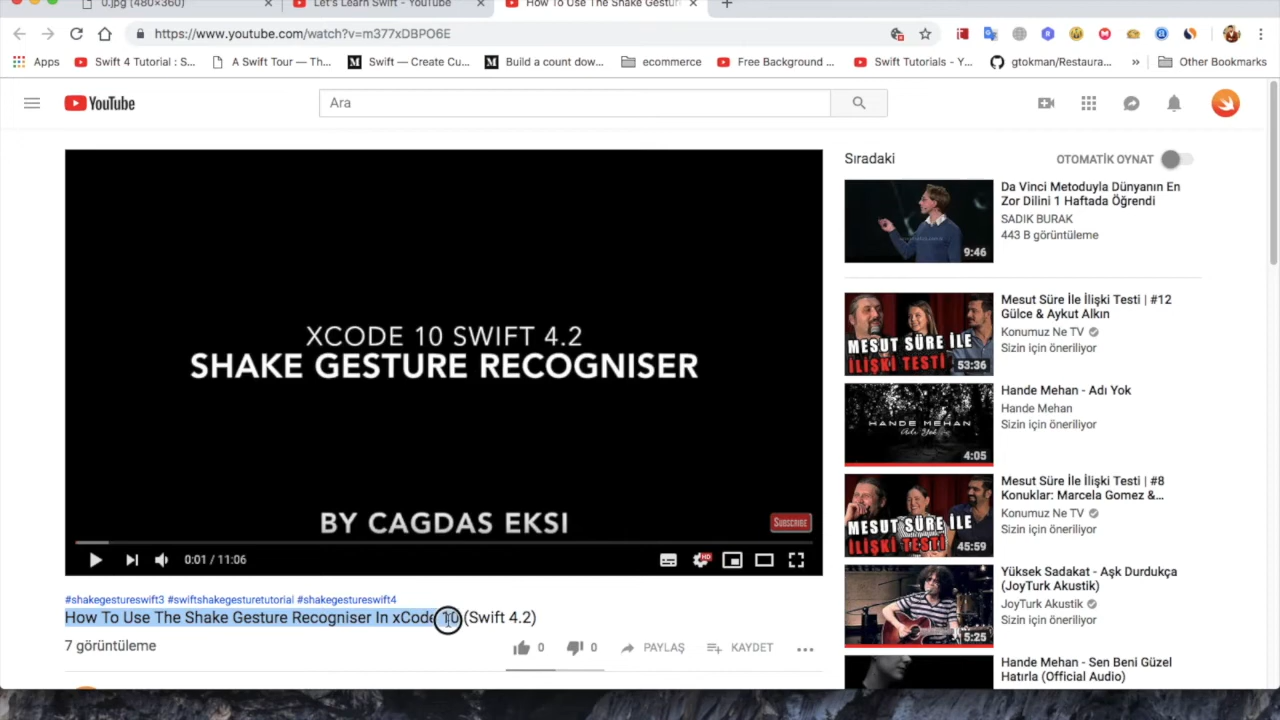 0.jpg (480×360)
Let's Learn Swift - YouTube
How To Use The Shake Gestur
https://www.youtube.com/watch?v=m377xDBPO6E
Apps
Swift 4 Tutorial : S...
A Swift Tour — Th...
Swift — Create Cu...
Build a count dow...
ecommerce
Free Background ...
Swift Tutorials - Y...
gtokman/Restaura...
»
Other Bookmarks
YouTube
Ara
XCODE 10 SWIFT 4.2
SHAKE GESTURE RECOGNISER
BY CAGDAS EKSI
SUBSCRIBE
0:01 / 11:06
HD
#shakegestureswift3 #swiftshakegesturetutorial #shakegestureswift4
How To Use The Shake Gesture Recogniser In xCode 10 (Swift 4.2)
7 görüntüleme
0
0
PAYLAŞ
KAYDET
Sıradaki
OTOMATİK OYNAT
9:46
Da Vinci Metoduyla Dünyanın En
Zor Dilini 1 Haftada Öğrendi
SADIK BURAK
443 B görüntüleme
MESUT SÜRE İLE
İLİŞKİ TESTİ
53:36
Mesut Süre İle İlişki Testi | #12
Gülce & Aykut Alkın
Konumuz Ne TV
Sizin için öneriliyor
HANDE MEHAN
Adı Yok
4:05
Hande Mehan - Adı Yok
Hande Mehan
Sizin için öneriliyor
MESUT SÜRE İLE
İLİŞKİ TESTİ
45:59
Mesut Süre İle İlişki Testi | #8
Konuklar: Marcela Gomez &...
Konumuz Ne TV
Sizin için öneriliyor
5:25
Yüksek Sadakat - Aşk Durdukça
(JoyTurk Akustik)
JoyTurk Akustik
Sizin için öneriliyor
Hande Mehan - Sen Beni Güzel
Hatırla (Official Audio)